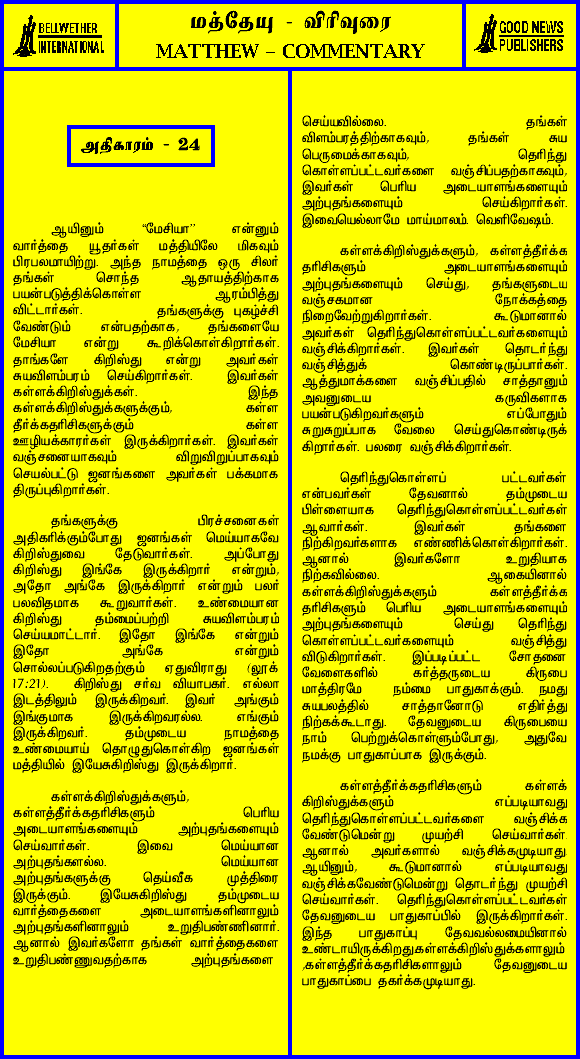 BELLWETHER
INTERNATIONAL
மத்தேயு - விரிவுரை
MATTHEW – COMMENTARY
GOOD NEWS
PUBLISHERS
அதிகாரம் - 24
ஆயினும் “மேசியா” என்னும்
வார்த்தை யூதர்கள் மத்தியிலே மிகவும்
பிரபலமாயிற்று. அந்த நாமத்தை ஒரு சிலர்
தங்கள் சொந்த ஆதாயத்திற்காக
பயன்படுத்திக்கொள்ள ஆரம்பித்து
விட்டார்கள். தங்களுக்கு புகழ்ச்சி
வேண்டும் என்பதற்காக, தங்களையே
மேசியா என்று கூறிக்கொள்கிறார்கள்.
தாங்களே கிறிஸ்து என்று அவர்கள்
சுயவிளம்பரம் செய்கிறார்கள். இவர்கள்
கள்ளகிறிஸ்துக்கள். இந்த
கள்ளகிறிஸ்துக்களுக்கும், கள்ள
தீர்க்கதரிசிகளுக்கும் கள்ள
ஊழியக்காரர்கள் இருக்கிறார்கள். இவர்கள்
வஞ்சனையாகவும் விறுவிறுப்பாகவும்
செயல்பட்டு ஜனங்களை அவர்கள் பக்கமாக
திருப்புகிறார்கள்.
தங்களுக்கு பிரச்சனைகள்
அதிகரிக்கும்போது ஜனங்கள் மெய்யாகவே
கிறிஸ்துவை தேடுவார்கள். அப்போது
கிறிஸ்து இங்கே இருக்கிறார் என்றும்,
அதோ அங்கே இருக்கிறார் என்றும் பலர்
பலவிதமாக கூறுவார்கள். உண்மையான
கிறிஸ்து தம்மைப்பற்றி சுயவிளம்பரம்
செய்யமாட்டார். இதோ இங்கே என்றும்
இதோ அங்கே என்றும்
சொல்லப்படுகிறதற்கும் ஏதுவிராது (லூக்
17:21). கிறிஸ்து சர்வ வியாபகர். எல்லா
இடத்திலும் இருக்கிறவர். இவர் அங்கும்
இங்குமாக இருக்கிறவரல்ல. எங்கும்
இருக்கிறவர். தம்முடைய நாமத்தை
உண்மையாய் தொழுதுகொள்கிற ஜனங்கள்
மத்தியில் இயேசுகிறிஸ்து இருக்கிறார்.
கள்ளக்கிறிஸ்துக்களும்,
கள்ளத்தீர்க்கதரிசிகளும் பெரிய
அடையாளங்களையும் அற்புதங்களையும்
செய்வார்கள். இவை மெய்யான
அற்புதங்களல்ல. மெய்யான
அற்புதங்களுக்கு தெய்வீக முத்திரை
இருக்கும். இயேசுகிறிஸ்து தம்முடைய
வார்த்தைகளை அடையாளங்களினாலும்
அற்புதங்களினாலும் உறுதிபண்ணினார்.
ஆனால் இவர்களோ தங்கள் வார்த்தைகளை
உறுதிபண்ணுவதற்காக அற்புதங்களை
செய்யவில்லை. தங்கள்
விளம்பரத்திற்காகவும், தங்கள் சுய
பெருமைக்காகவும், தெரிந்து
கொள்ளப்பட்டவர்களை வஞ்சிப்பதற்காகவும்,
இவர்கள் பெரிய அடையாளங்களையும்
அற்புதங்களையும் செய்கிறார்கள்.
இவையெல்லாமே மாய்மாலம். வெளிவேஷம்.
கள்ளக்கிறிஸ்துக்களும், கள்ளத்தீர்க்க
தரிசிகளும் அடையாளங்களையும்
அற்புதங்களையும் செய்து, தங்களுடைய
வஞ்சகமான நோக்கத்தை
நிறைவேற்றுகிறார்கள். கூடுமானால்
அவர்கள் தெரிந்துகொள்ளப்பட்டவர்களையும்
வஞ்சிக்கிறார்கள். இவர்கள் தொடர்ந்து
வஞ்சித்துக் கொண்டிருப்பார்கள்.
ஆத்துமாக்களை வஞ்சிப்பதில் சாத்தானும்
அவனுடைய கருவிகளாக
பயன்படுகிறவர்களும் எப்போதும்
சுறுசுறுப்பாக வேலை செய்துகொண்டிருக்
கிறார்கள். பலரை வஞ்சிக்கிறார்கள்.
தெரிந்துகொள்ளப் பட்டவர்கள்
என்பவர்கள் தேவனால் தம்முடைய
பிள்ளையாக தெரிந்துகொள்ளப்பட்டவர்கள்
ஆவார்கள். இவர்கள் தங்களை
நிற்கிறவர்களாக எண்ணிக்கொள்கிறார்கள்.
ஆனால் இவர்களோ உறுதியாக
நிற்கவில்லை. ஆகையினால்
கள்ளக்கிறிஸ்துக்களும் கள்ளத்தீர்க்க
தரிசிகளும் பெரிய அடையாளங்களையும்
அற்புதங்களையும் செய்து தெரிந்து
கொள்ளப்பட்டவர்களையும் வஞ்சித்து
விடுகிறார்கள். இப்படிப்பட்ட சோதனை
வேளைகளில் கர்த்தருடைய கிருபை
மாத்திரமே நம்மை பாதுகாக்கும். நமது
சுயபலத்தில் சாத்தானோடு எதிர்த்து
நிற்கக்கூடாது. தேவனுடைய கிருபையை
நாம் பெற்றுக்கொள்ளும்போது, அதுவே
நமக்கு பாதுகாப்பாக இருக்கும்.
கள்ளத்தீர்க்கதரிசிகளும் கள்ளக்
கிறிஸ்துக்களும் எப்படியாவது
தெரிந்துகொள்ளப்பட்டவர்களை வஞ்சிக்க
வேண்டுமென்று முயற்சி செய்வார்கள்.
ஆனால் அவர்களால் வஞ்சிக்கமுடியாது.
ஆயினும், கூடுமானால் எப்படியாவது
வஞ்சிக்கவேண்டுமென்று தொடர்ந்து முயற்சி
செய்வார்கள். தெரிந்துகொள்ளப்பட்டவர்கள்
தேவனுடைய பாதுகாப்பில் இருக்கிறார்கள்.
இந்த பாதுகாப்பு தேவவல்லமையினால்
உண்டாயிருக்கிறதுகள்ளகிறிஸ்துக்களாலும்
,கள்ளத்தீர்க்கதரிசிகளாலும் தேவனுடைய
பாதுகாப்பை தகர்க்கமுடியாது.